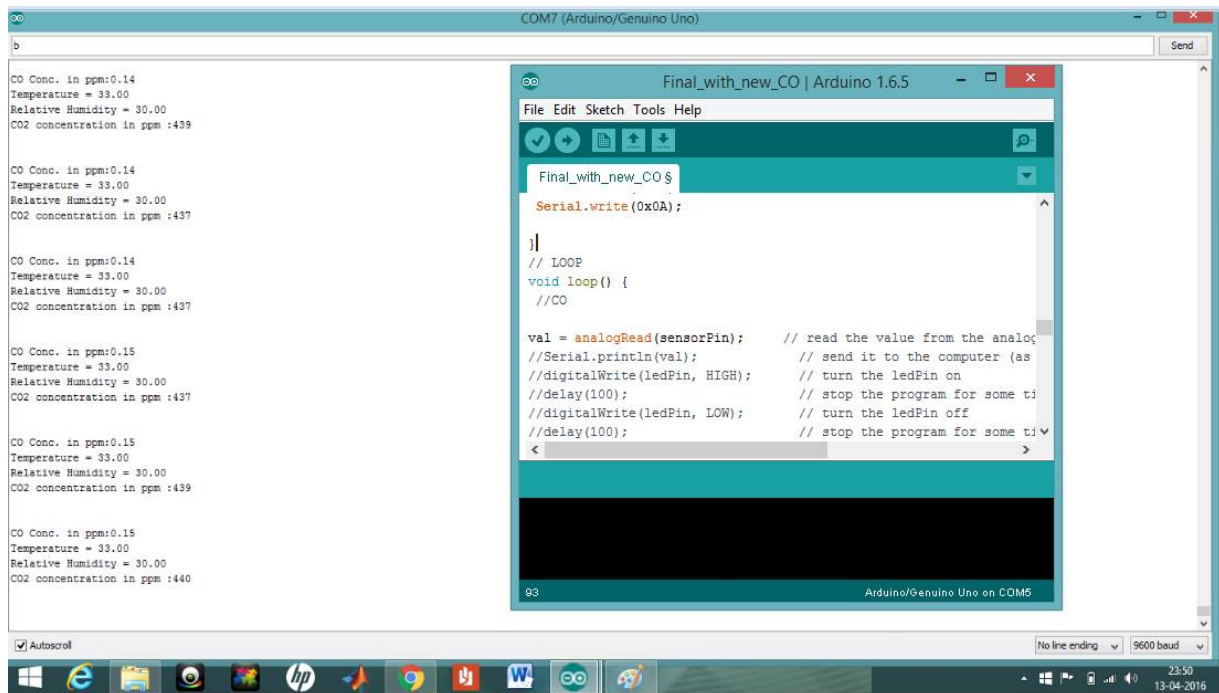 COM7 (Arduino/Genuino Uno)
b
Send
CO Conc. in ppm:0.14
Temperature = 33.00
Relative Humidity = 30.00
CO2 concentration in ppm :439
CO Conc. in ppm:0.14
Temperature = 33.00
Relative Humidity = 30.00
CO2 concentration in ppm :437
CO Conc. in ppm:0.14
Temperature = 33.00
Relative Humidity = 30.00
CO2 concentration in ppm :437
CO Conc. in ppm:0.15
Temperature = 33.00
Relative Humidity = 30.00
CO2 concentration in ppm :437
CO Conc. in ppm:0.15
Temperature = 33.00
Relative Humidity = 30.00
CO2 concentration in ppm :439
CO Conc. in ppm:0.15
Temperature = 33.00
Relative Humidity = 30.00
CO2 concentration in ppm :440
Final_with_new_CO | Arduino 1.6.5
File Edit Sketch Tools Help
Final_with_new_CO §
Serial.write(0x0A);
}
// LOOP
void loop() {
//CO
val = analogRead(sensorPin); // read the value from the analog
//Serial.println(val); // send it to the computer (as
//digitalWrite(ledPin, HIGH); // turn the ledPin on
//delay(100); // stop the program for some ti
//digitalWrite(ledPin, LOW); // turn the ledPin off
//delay(100); // stop the program for some ti
93
Arduino/Genuino Uno on COM5
Autoscroll
No line ending
9600 baud
hp
23:50
13-04-2016